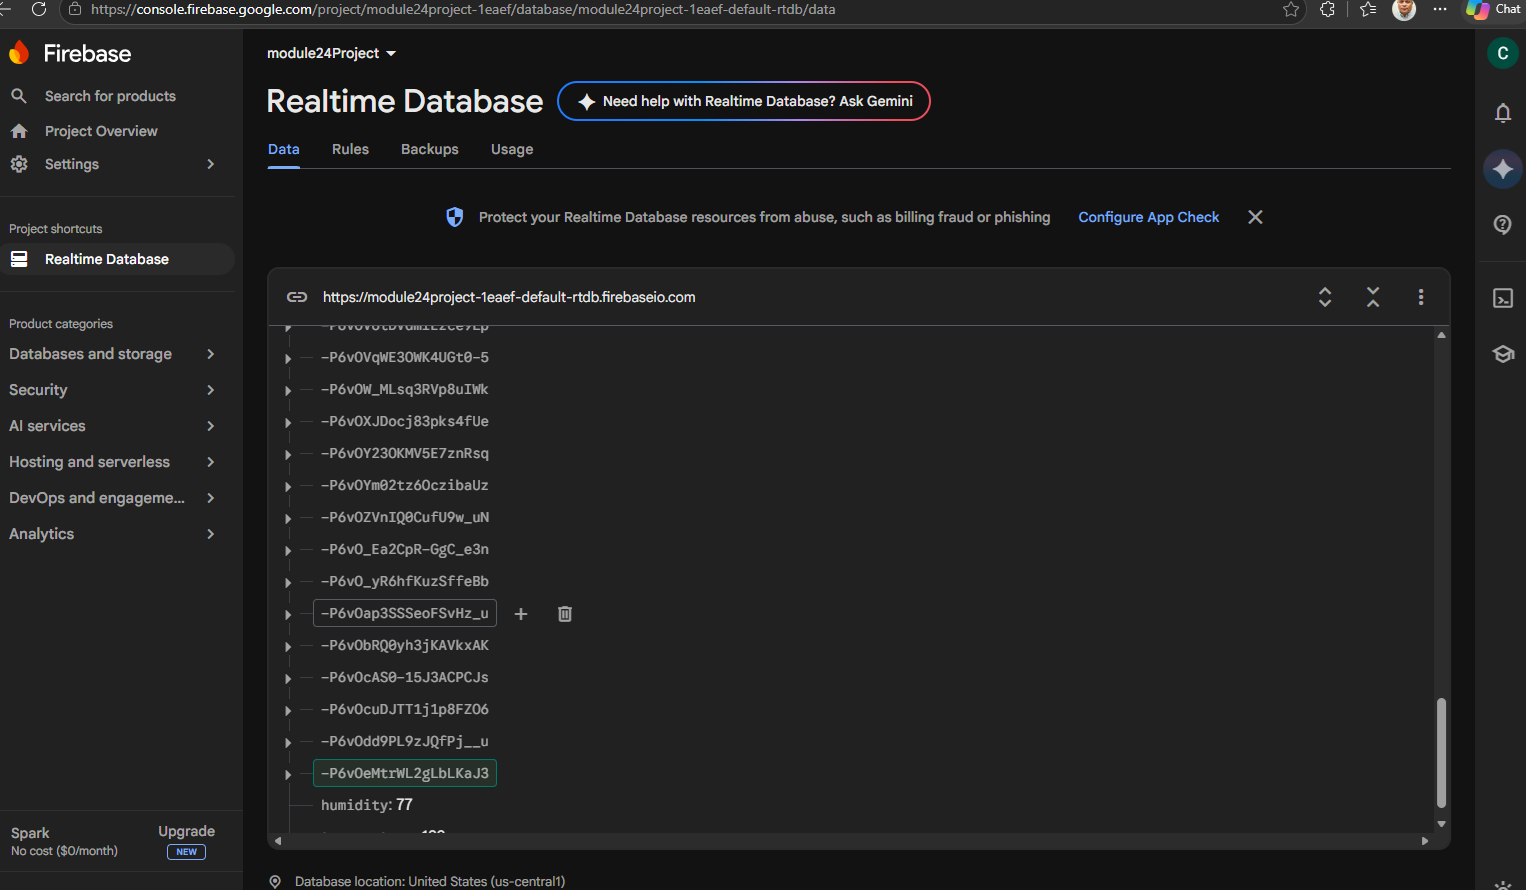 https://console.firebase.google.com/project/module24project-1eaef/database/module24project-1eaef-default-rtdb/data
Chat
Firebase
Search for products
Project Overview
Settings
Project shortcuts
Realtime Database
Product categories
Databases and storage
Security
AI services
Hosting and serverless
DevOps and engageme...
Analytics
Spark
No cost ($0/month)
Upgrade
NEW
module24Project
Realtime Database
Need help with Realtime Database? Ask Gemini
Data Rules Backups Usage
Protect your Realtime Database resources from abuse, such as billing fraud or phishing Configure App Check
https://module24project-1eaef-default-rtdb.firebaseio.com
-P6vOVqWE3OWK4UGt0-5
-P6vOW_MLsq3RVp8uIWk
-P6vOXJDocj83pks4fUe
-P6vOY23OKMV5E7znRsq
-P6vOYm02tz6OczibaUz
-P6vOZVnIQ0CufU9w_uN
-P6vO_Ea2CpR-GgC_e3n
-P6vO_yR6hfKuzSffeBb
-P6vOap3SSSeoFSvHz_u
-P6vObRQ0yh3jKAVkxAK
-P6vOcAS0-15J3ACPCJs
-P6vOcuDJTT1j1p8FZO6
-P6vOdd9PL9zJQfPj__u
-P6vOeMtrWL2gLbLKaJ3
humidity: 77
Database location: United States (us-central1)
C